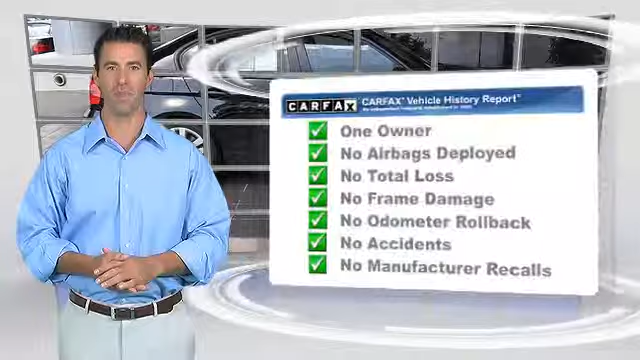 CARFAX CARFAX Vehicle History Report™
One Owner
No Airbags Deployed
No Total Loss
No Frame Damage
No Odometer Rollback
No Accidents
No Manufacturer Recalls